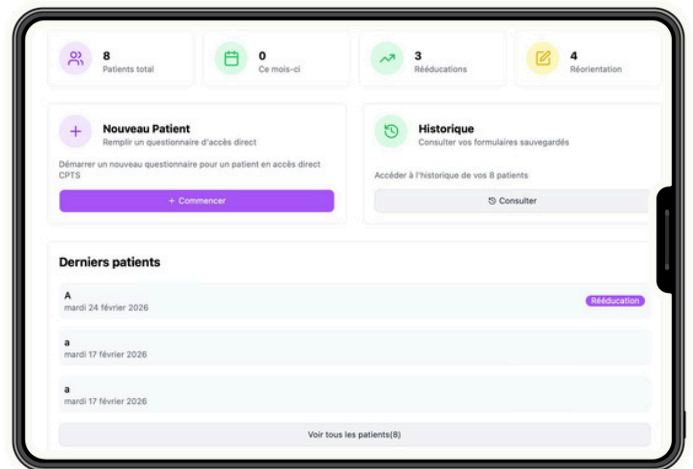 8
Patients total
0
Ce mois-ci
3
Rééducations
4
Réorientation
Nouveau Patient
Remplir un questionnaire d'accès direct
Démarrer un nouveau questionnaire pour un patient en accès direct
CPTS
+ Commencer
Historique
Consulter vos formulaires sauvegardés
Accéder à l'historique de vos 8 patients
Consulter
Derniers patients
A
mardi 24 février 2026
Rééducation
a
mardi 17 février 2026
a
mardi 17 février 2026
Voir tous les patients(8)